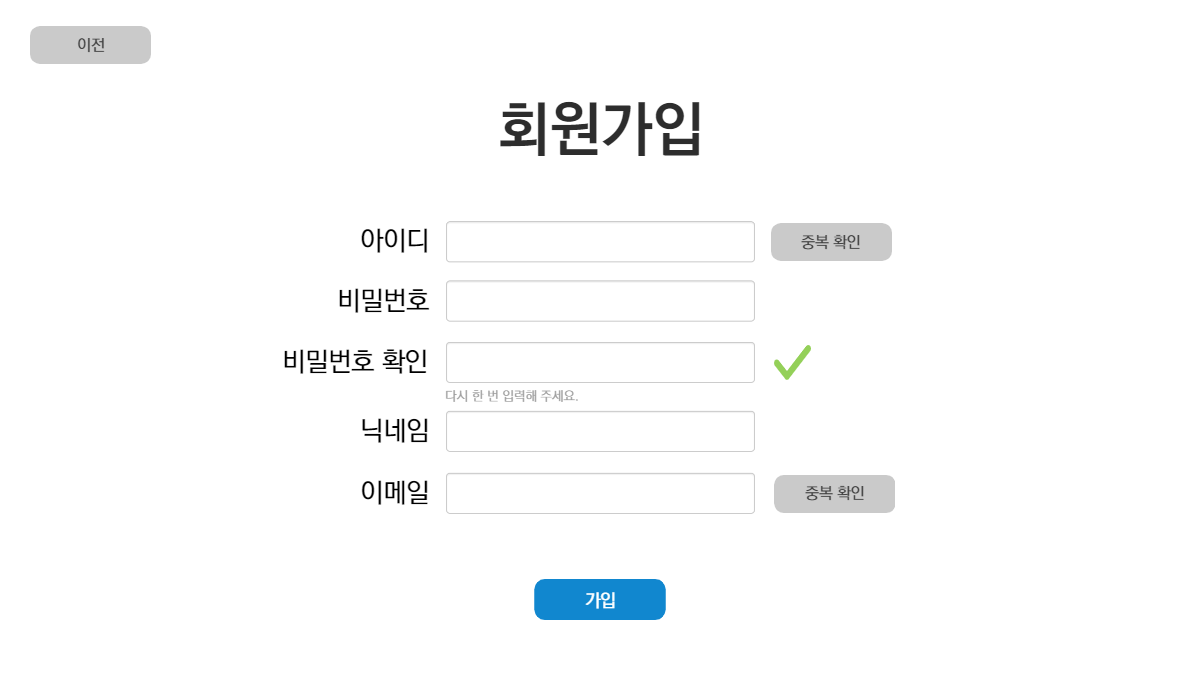 이전
회원가입
아이디
중복 확인
비밀번호
비밀번호 확인
다시 한 번 입력해 주세요.
닉네임
이메일
중복 확인
가입